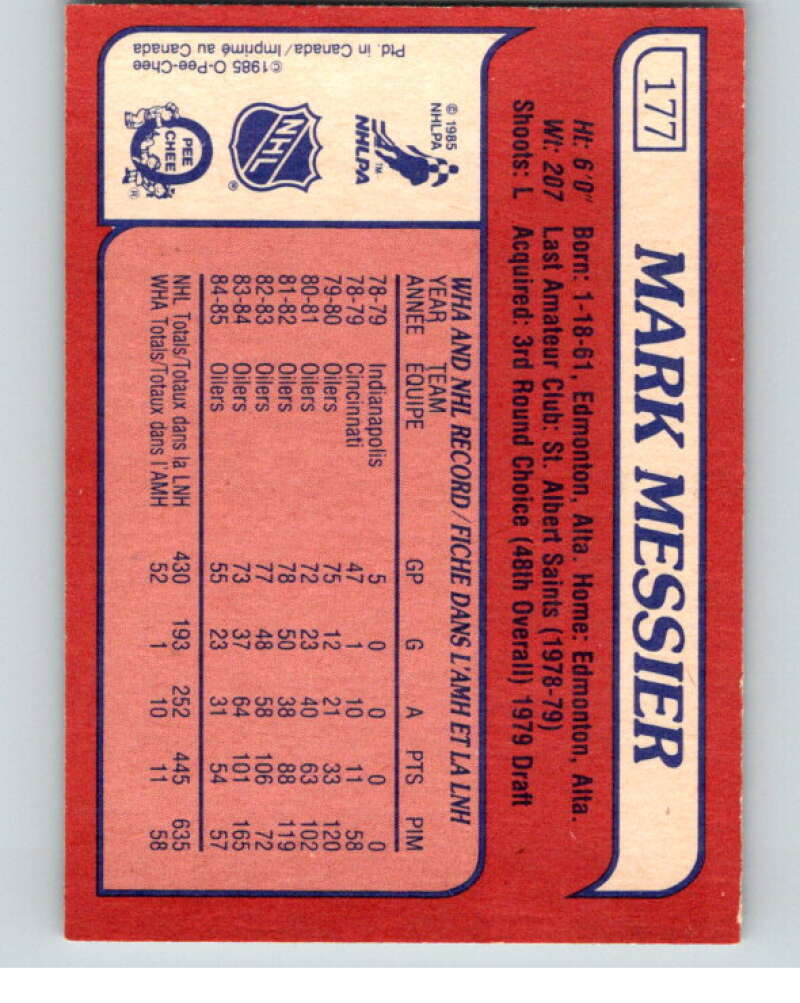 177
MARK MESSIER
Ht: 6'0" Born: 1-18-61, Edmonton, Alta. Home: Edmonton, Alta.
Wt: 207 Last Amateur Club: St. Albert Saints (1978-79)
Shoots: L Acquired: 3rd Round Choice (48th Overall) 1979 Draft
© 1985
NHLPA
NHLPA
TM
NHL
®
O
PEE
CHEE
®
©1985 O-Pee-Chee
Ptd. in Canada/Imprimé au Canada
WHA AND NHL RECORD/FICHE DANS L'AMH ET LA LNH
YEAR TEAM
ANNÉE EQUIPE GP G A PTS PIM
78-79 Indianapolis 5 0 0 0 0
78-79 Cincinnati 47 1 10 11 58
79-80 Oilers 75 12 21 33 120
80-81 Oilers 72 23 40 63 102
81-82 Oilers 78 50 38 88 119
82-83 Oilers 77 48 58 106 72
83-84 Oilers 73 37 64 101 165
84-85 Oilers 55 23 31 54 57
NHL Totals/Totaux dans la LNH 430 193 252 445 635
WHA Totals/Totaux dans l'AMH 52 1 10 11 58